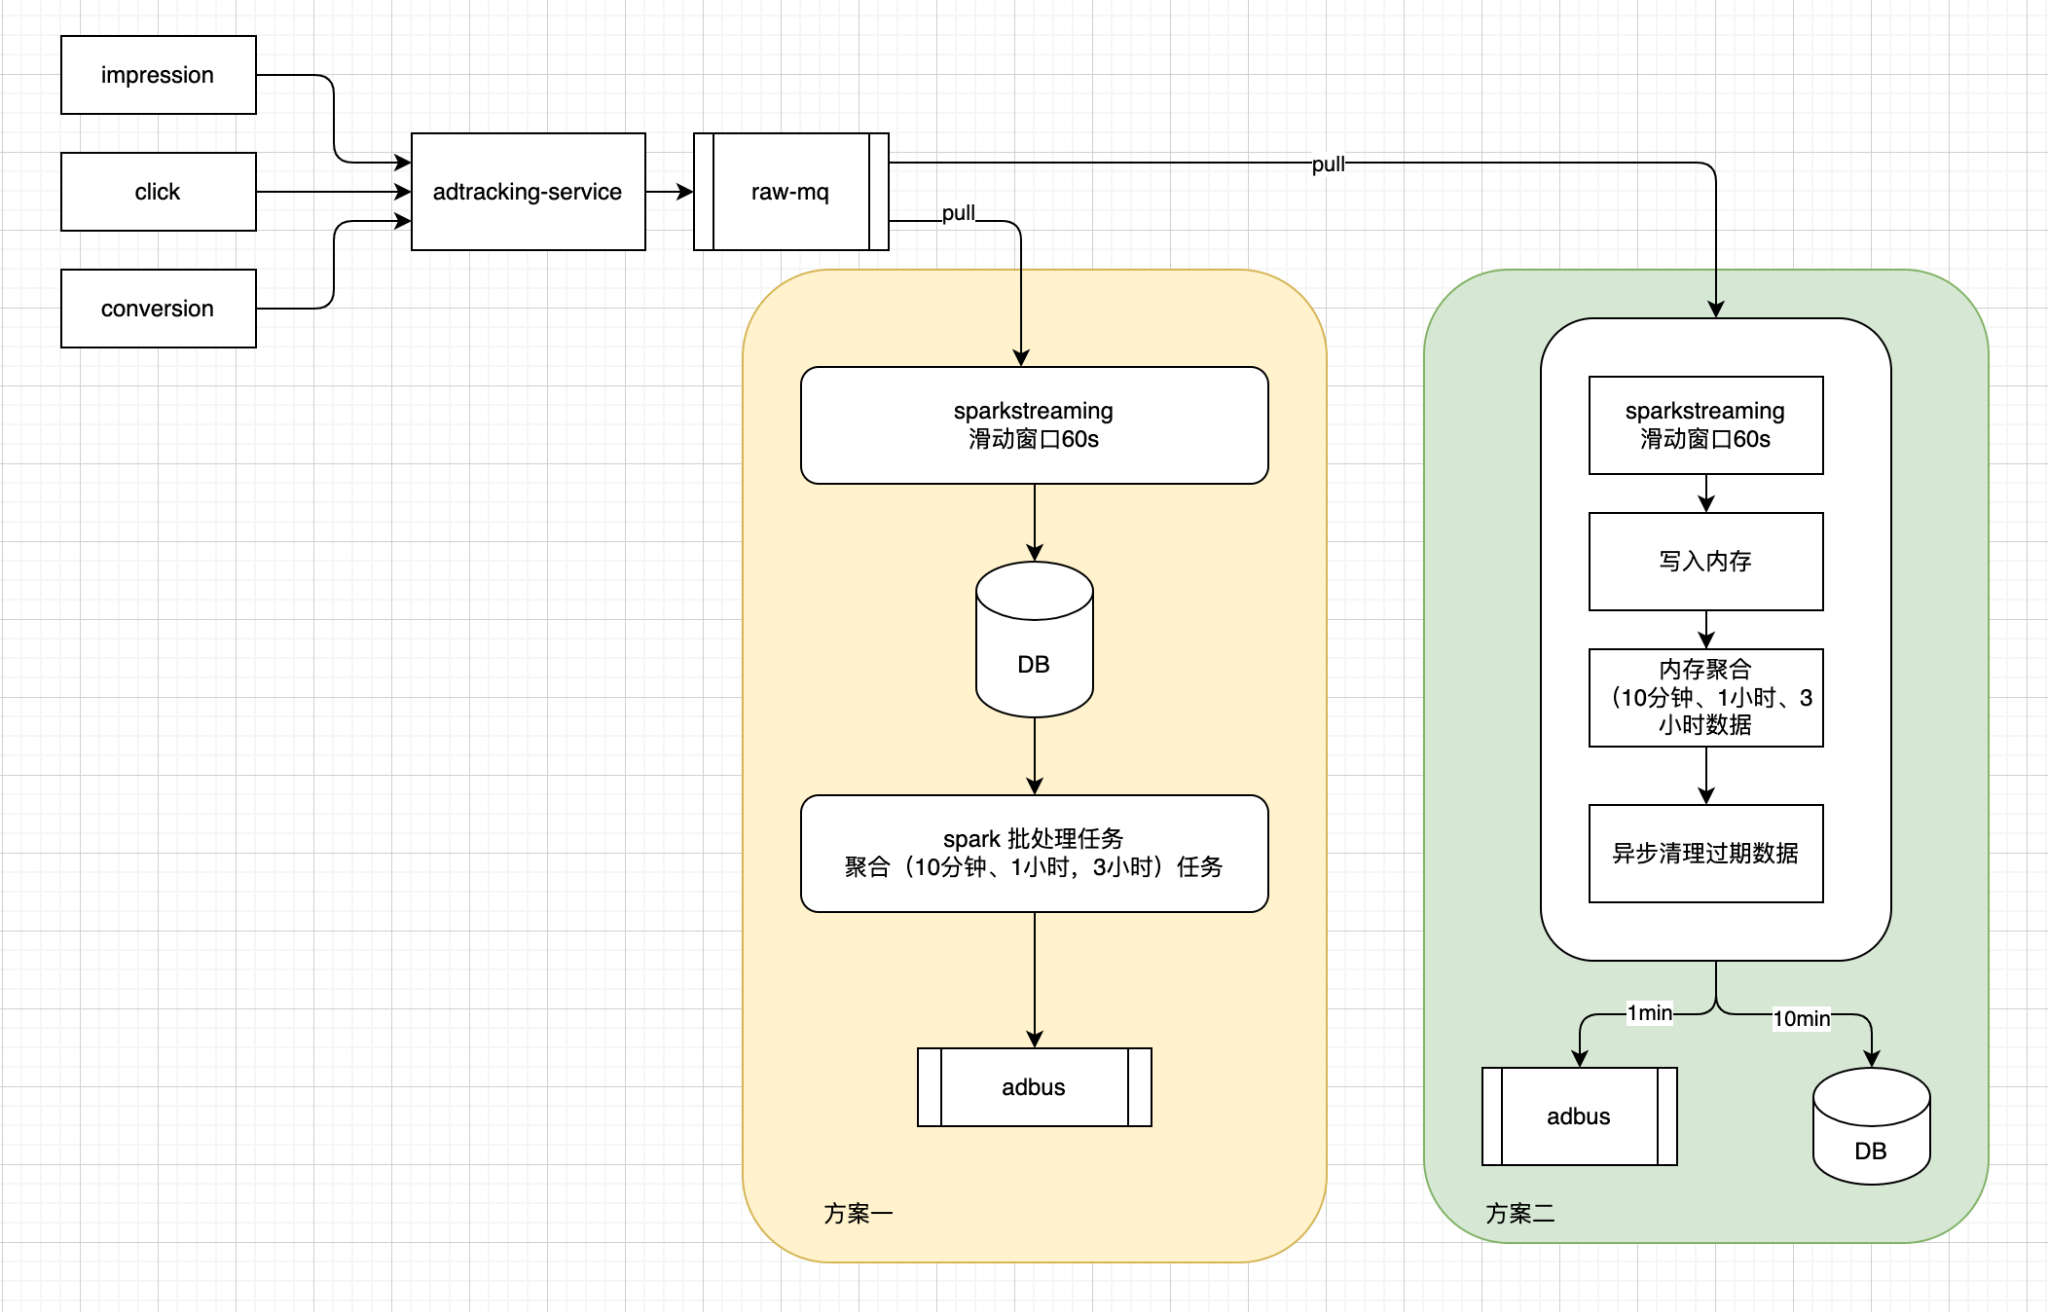 impression
click
conversion
adtracking-service
raw-mq
pull
pull
sparkstreaming
滑动窗口60s
DB
spark 批处理任务
聚合（10分钟、1小时，3小时）任务
adbus
方案一
sparkstreaming
滑动窗口60s
写入内存
内存聚合
（10分钟、1小时、3
小时数据
异步清理过期数据
1min
10min
adbus
DB
方案二